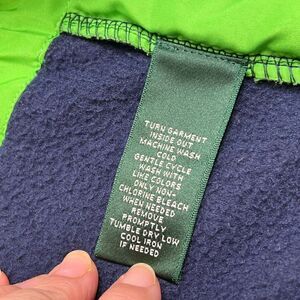 TURN GARMENT
INSIDE OUT
MACHINE WASH
COLD
GENTLE CYCLE
WASH WITH
LIKE COLORS
ONLY NON-
CHLORINE BLEACH
WHEN NEEDED
REMOVE
PROMPTLY
TUMBLE DRY LOW
COOL IRON
IF NEEDED